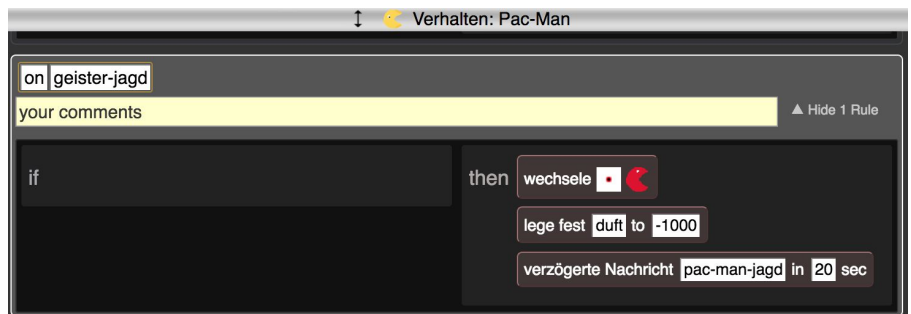 Verhalten: Pac-Man
on geister-jagd
your comments
▲ Hide 1 Rule
if
then wechsele
lege fest duft to -1000
verzögerte Nachricht pac-man-jagd in 20 sec